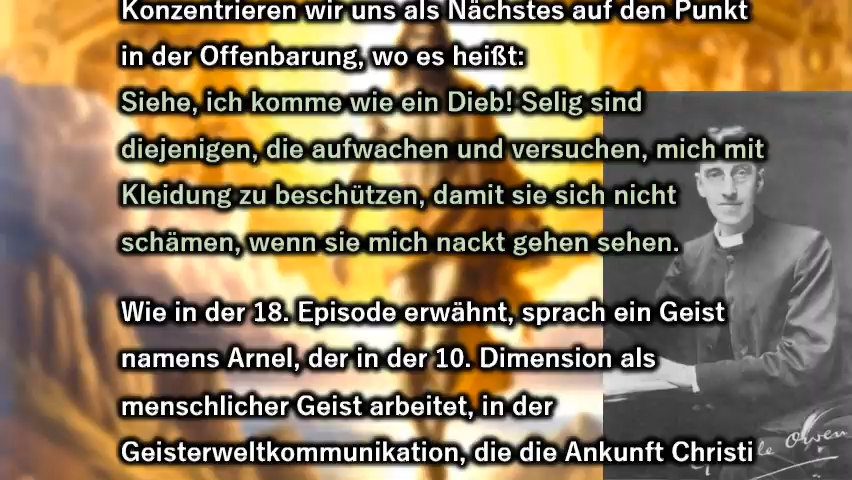 Konzentrieren wir uns als Nächstes auf den Punkt
in der Offenbarung, wo es heißt:
Siehe, ich komme wie ein Dieb! Selig sind
diejenigen, die aufwachen und versuchen, mich mit
Kleidung zu beschützen, damit sie sich nicht
schämen, wenn sie mich nackt gehen sehen.
Wie in der 18. Episode erwähnt, sprach ein Geist
namens Arnel, der in der 10. Dimension als
menschlicher Geist arbeitet, in der
Geisterweltkommunikation, die die Ankunft Christi
Owen